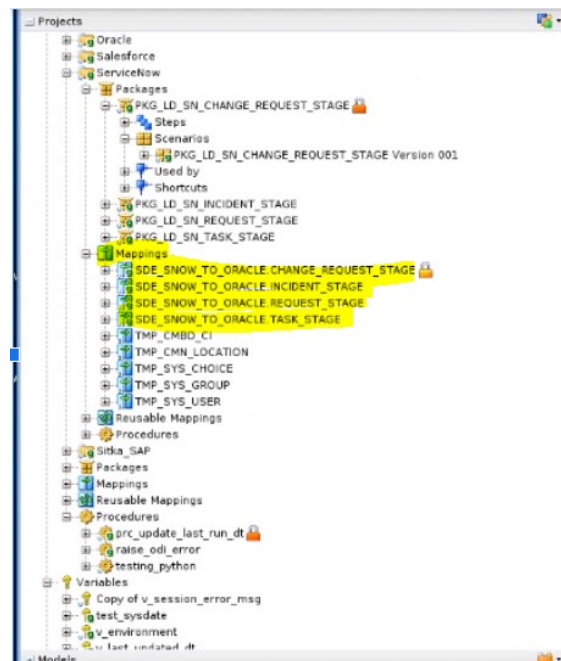 Projects
Oracle
Salesforce
ServiceNow
Packages
PKG_LD_SN_CHANGE_REQUEST_STAGE
Steps
Scenarios
PKG_LD_SN_CHANGE_REQUEST_STAGE Version 001
Used by
Shortcuts
PKG_LD_SN_INCIDENT_STAGE
PKG_LD_SN_REQUEST_STAGE
PKG_LD_SN_TASK_STAGE
Mappings
SDE_SNOW_TO_ORACLE.CHANGE_REQUEST_STAGE
SDE_SNOW_TO_ORACLE.INCIDENT_STAGE
SDE_SNOW_TO_ORACLE.REQUEST_STAGE
SDE_SNOW_TO_ORACLE.TASK_STAGE
TMP_CMBD_CI
TMP_CMN_LOCATION
TMP_SYS_CHOICE
TMP_SYS_GROUP
TMP_SYS_USER
Reusable Mappings
Procedures
Sitka_SAP
Packages
Mappings
Reusable Mappings
Procedures
prc_update_last_run_dt
raise_odi_error
testing_python
Variables
Copy of v_session_error_msg
test_sysdate
v_environment
v_last_updated_dt
Models